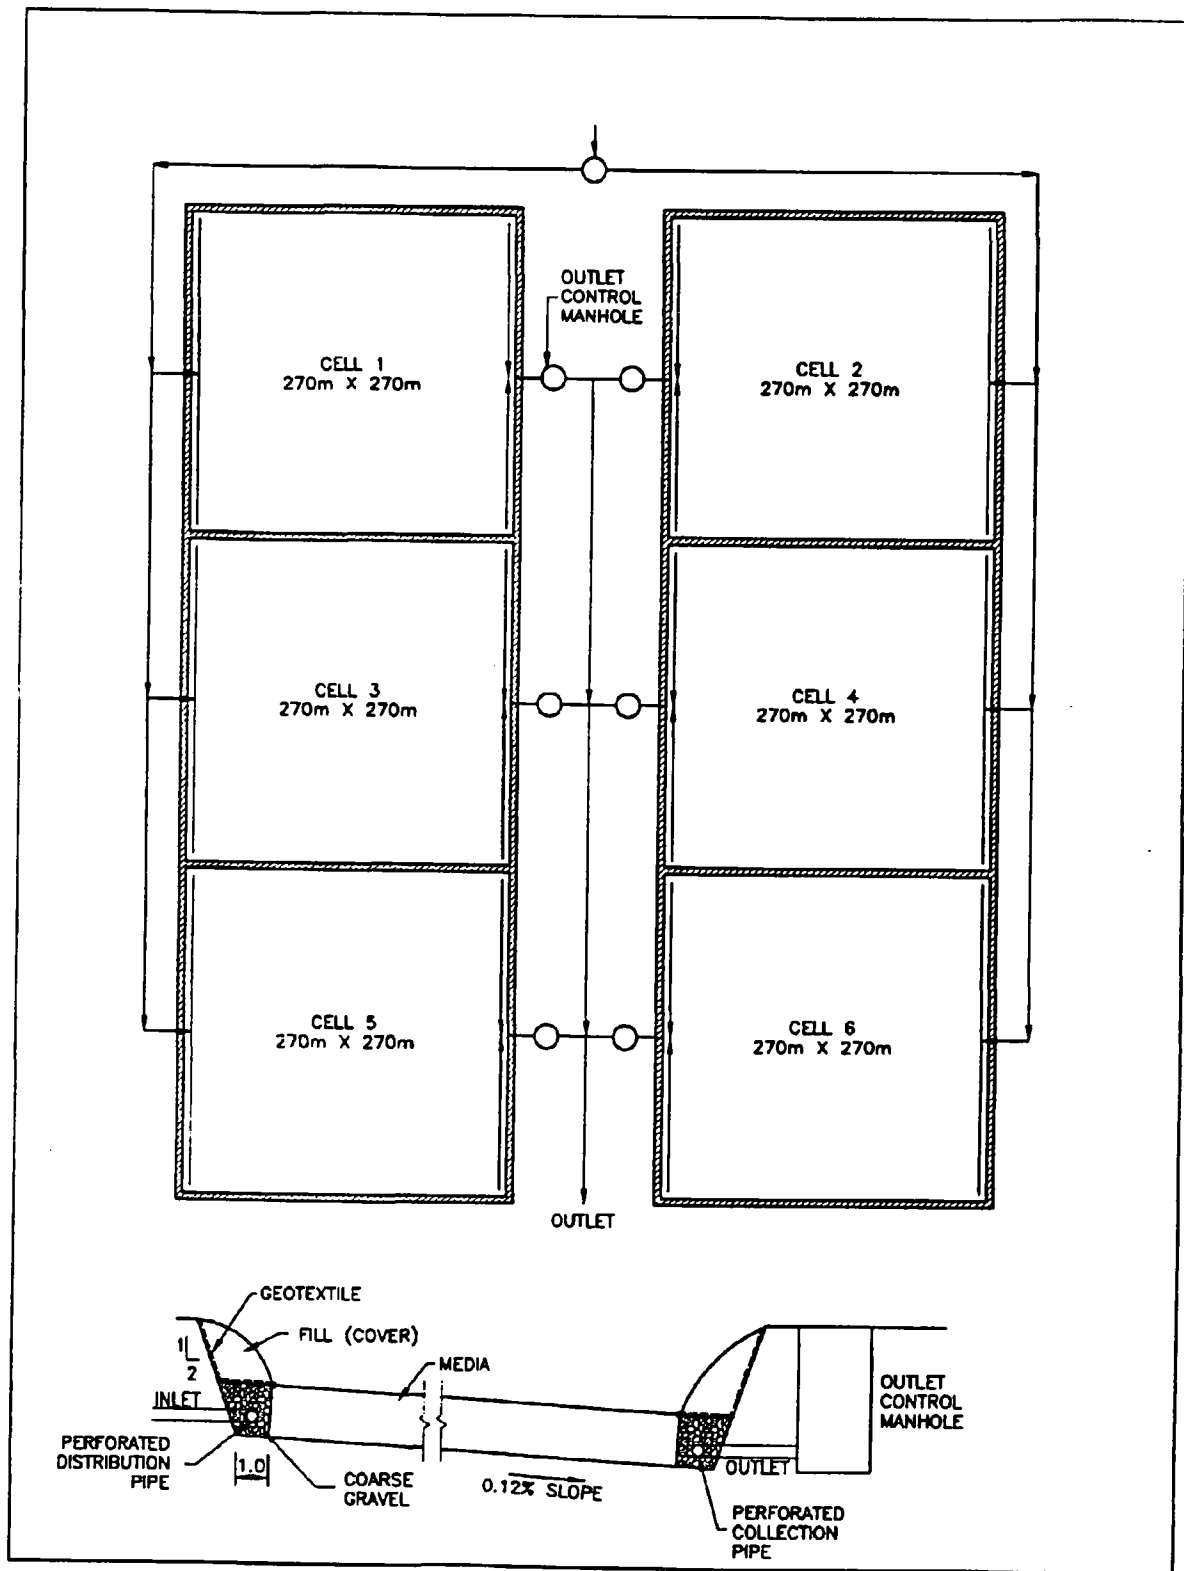 OUTLET
CONTROL
MANHOLE
CELL 1
270m X 270m
CELL 2
270m X 270m
CELL 3
270m X 270m
CELL 4
270m X 270m
CELL 5
270m X 270m
CELL 6
270m X 270m
OUTLET
GEOTEXTILE
FILL (COVER)
1
2
MEDIA
INLET
OUTLET
CONTROL
MANHOLE
PERFORATED
DISTRIBUTION
PIPE
1.0
COARSE
GRAVEL
0.12% SLOPE
OUTLET
PERFORATED
COLLECTION
PIPE